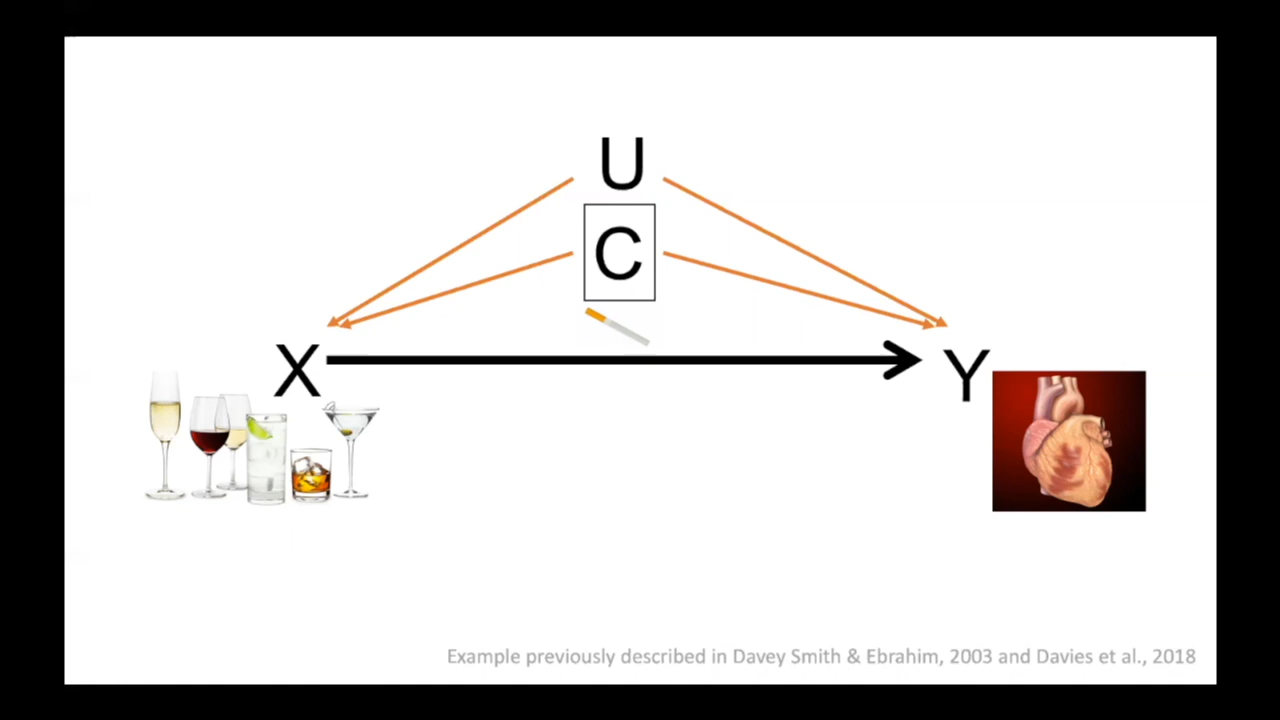 U
C
X
Y
Example previously described in Davey Smith & Ebrahim, 2003 and Davies et al., 2018